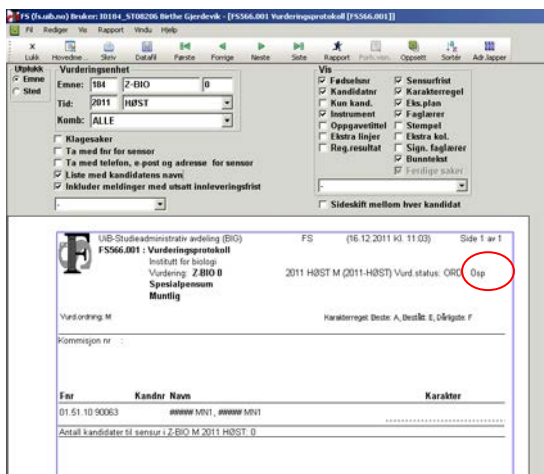 FS (fs.uib.no) Bruker: I0104_ST08206 Birthe Gjerdevik - [FS566.001 Vurderingsprotokoll [FS566.001]]
Fil Rediger Vis Rapport Vindu Hjelp
Lukk Hovedme... Skriv Datafil Første Forrige Neste Siste Rapport Oppsett Sortér Adr.lapper
Utplukk
Emne
Sted
Vurderingsenhet
Emne: 184 Z-BIO 0
Tid: 2011 HØST
Komb: ALLE
Klagesaker
Ta med fnr for sensor
Ta med telefon, e-post og adresse for sensor
Liste med kandidatens navn
Inkluder meldinger med utsatt innleveringsfrist
-
Vis
Fødselsnr Sensurfrist
Kandidatnr Karakterregel
Kun kand. Eks.plan
Instrument Faglærer
Oppgavetittel Stempel
Ekstra linjer Ekstra kol.
Reg.resultat Sign. faglærer
Bunntekst
Ferdige saker
-
Sideskift mellom hver kandidat
UiB-Studieadministrativ avdeling (BIG) FS (16.12.2011 kl. 11:03) Side 1 av 1
FS566.001 : Vurderingsprotokoll
Institutt for biologi
Vurdering: Z-BIO 0 2011 HØST M (2011-HØST) Vurd.status: ORD 0sp
Spesialpensum
Muntlig
Vurd.ordning: M Karakterregel: Beste: A, Bestått: E, Dårligste: F
Kommisjon nr :
Fnr Kandnr Navn Karakter
01.51.10 90063 ##### MN1, ##### MN1
Antall kandidater til sensur i Z-BIO M 2011 HØST: 0